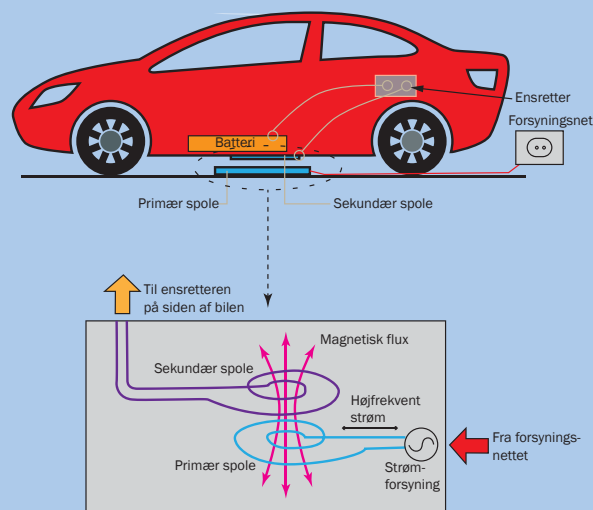 Ensretter
Forsyningsnet
Batteri
Primær spole
Sekundær spole
Til ensretteren
på siden af bilen
Magnetisk flux
Sekundær spole
Højfrekvent
strøm
Fra forsynings-
nettet
Primær spole
Strøm-
forsyning